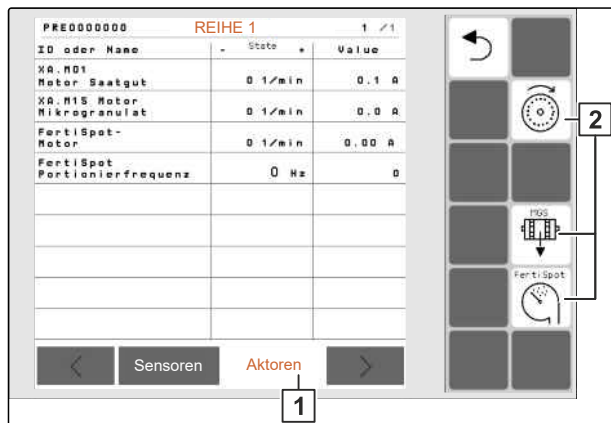 PRE0000000 REIHE 1 1 /1
ID oder Name - State + Value
XA.M01
Motor Saatgut 0 1/min 0.1 A
XA.M15 Motor
Mikrogranulat 0 1/min 0.0 A
FertiSpot-
Motor 0 1/min 0.00 A
FertiSpot
Portionierfrequenz 0 Hz 0
Sensoren Aktoren
1
2
MGS
FertiSpot